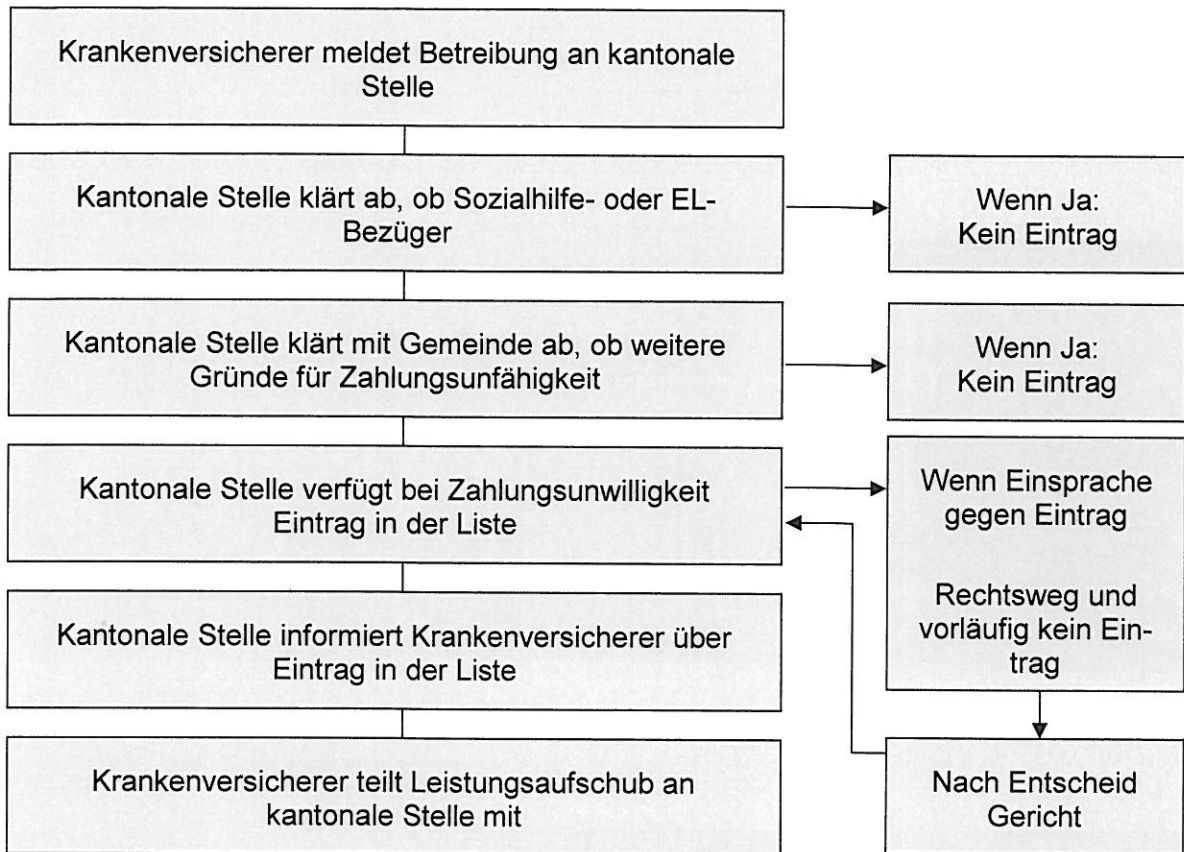 Krankenversicherer meldet Betreibung an kantonale
Stelle
Kantonale Stelle klärt ab, ob Sozialhilfe- oder EL-
Bezüger
Wenn Ja:
Kein Eintrag
Kantonale Stelle klärt mit Gemeinde ab, ob weitere
Gründe für Zahlungsunfähigkeit
Wenn Ja:
Kein Eintrag
Kantonale Stelle verfügt bei Zahlungsunwilligkeit
Eintrag in der Liste
Wenn Einsprache
gegen Eintrag
Rechtsweg und
vorläufig kein Ein-
trag
Kantonale Stelle informiert Krankenversicherer über
Eintrag in der Liste
Krankenversicherer teilt Leistungsaufschub an
kantonale Stelle mit
Nach Entscheid
Gericht